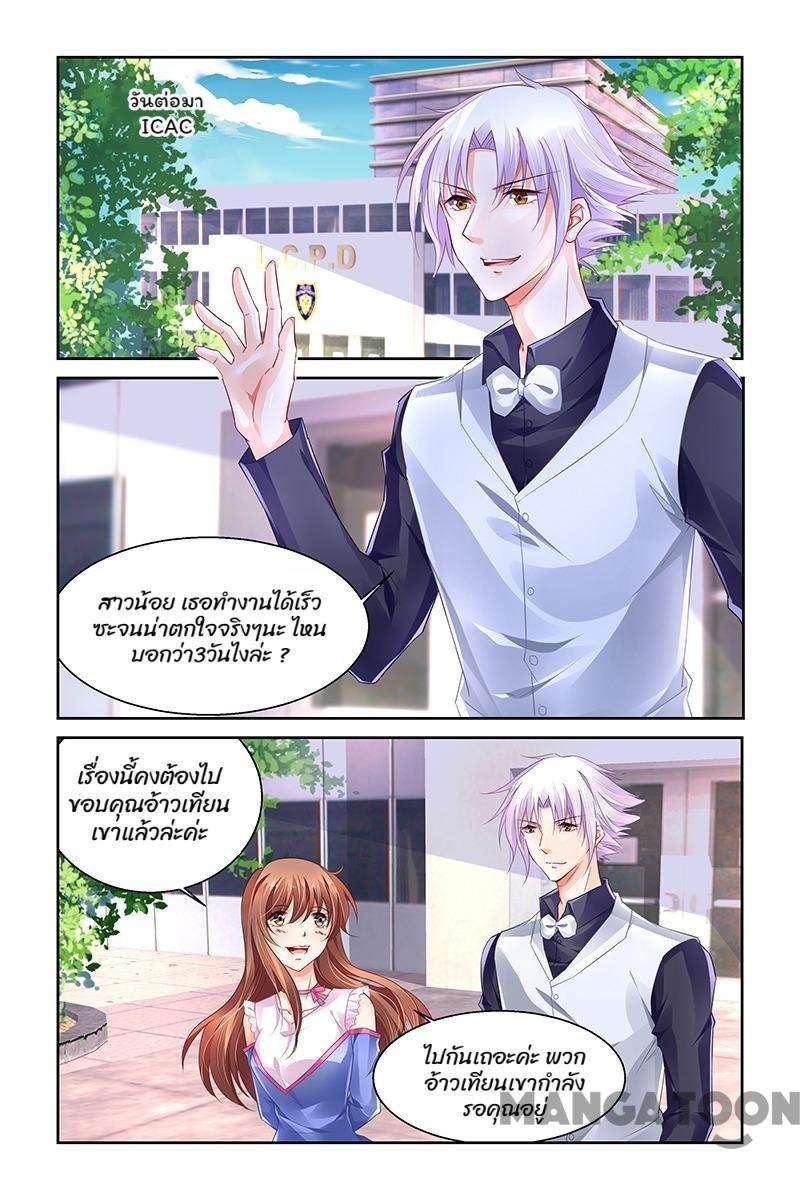 วันต่อมา
ICAC
L.C.P.D
สาวน้อย เธอทำงานได้เร็ว
ซะจนน่าตกใจจริงๆนะ ไหน
บอกว่า3วันไงล่ะ ?
เรื่องนี้คงต้องไป
ขอบคุณอ้าวเทียน
เขาแล้วล่ะค่ะ
ไปกันเถอะค่ะ พวก
อ้าวเทียนเขากำลัง
รอคุณอยู่
MANGATOON